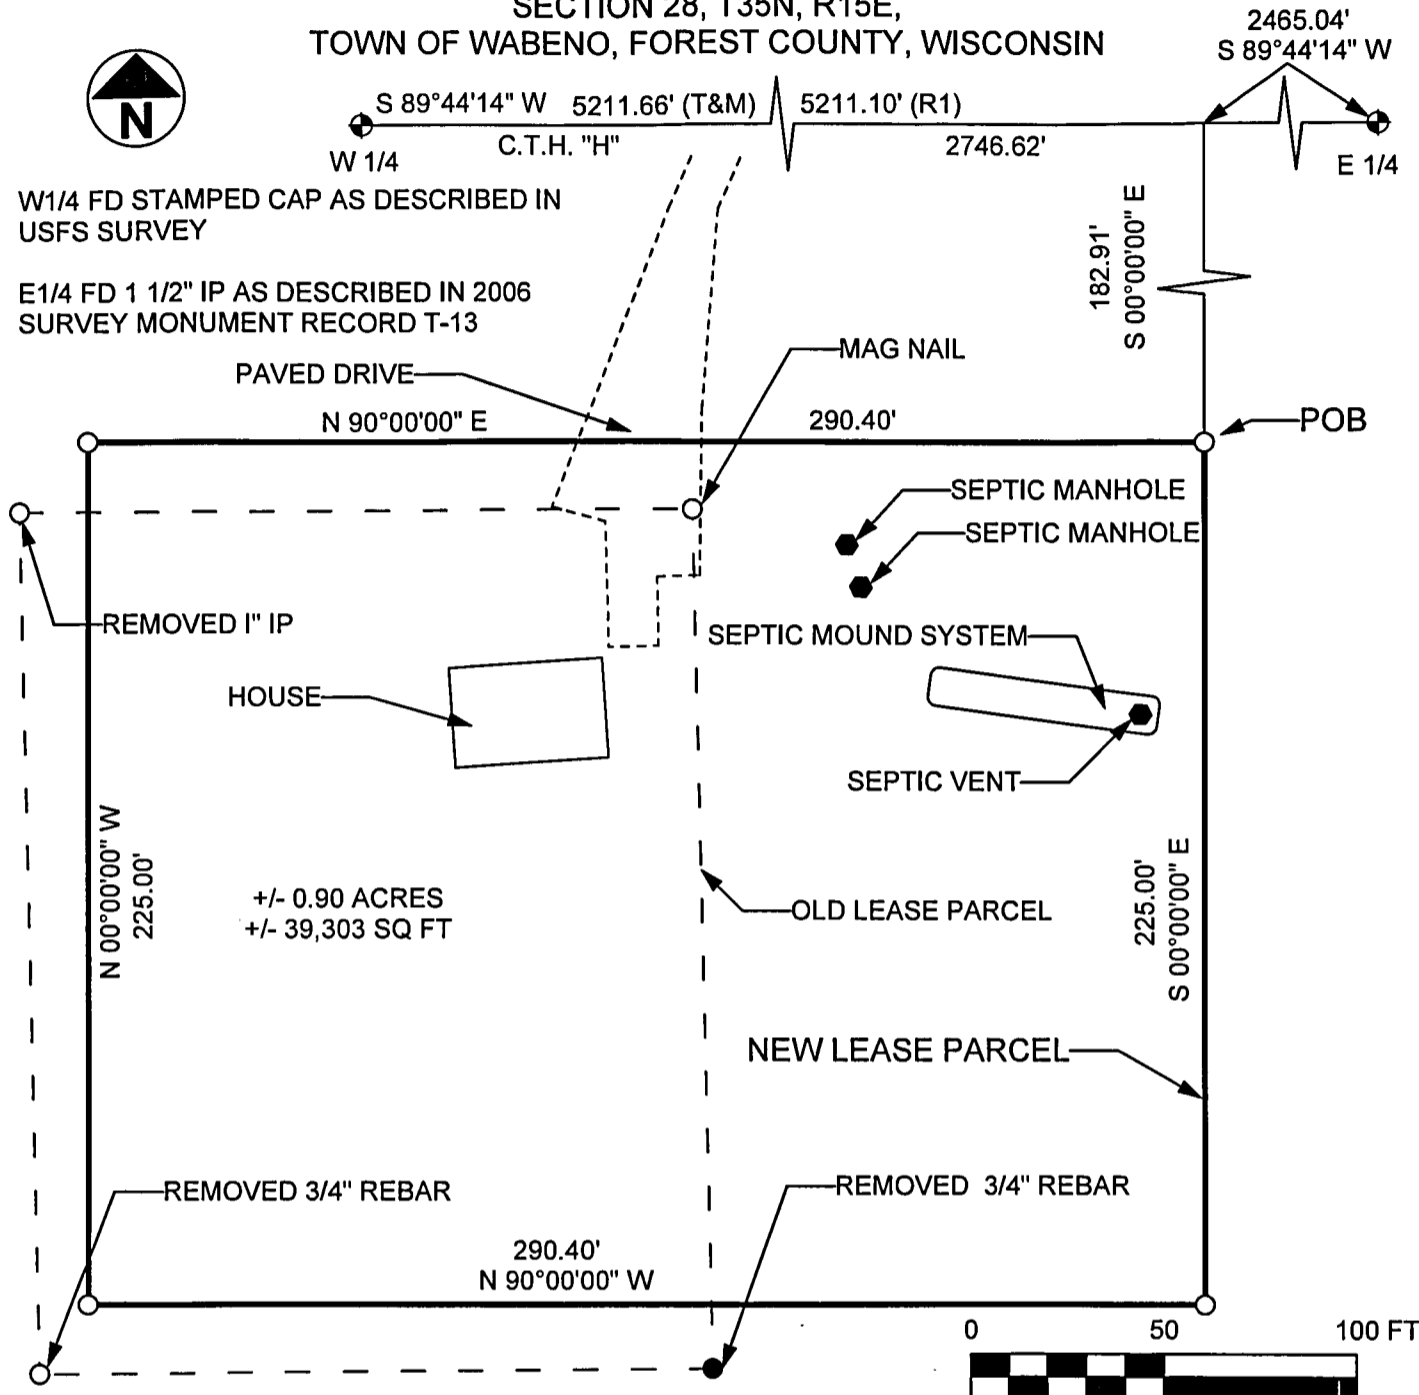 SECTION 28, T35N, R15E,
TOWN OF WABENO, FOREST COUNTY, WISCONSIN
2465.04'
S 89°44'14" W
N
S 89°44'14" W 5211.66' (T&M) 5211.10' (R1)
C.T.H. "H" 2746.62'
W 1/4
E 1/4
W1/4 FD STAMPED CAP AS DESCRIBED IN
USFS SURVEY
E1/4 FD 1 1/2" IP AS DESCRIBED IN 2006
SURVEY MONUMENT RECORD T-13
182.91'
S 00°00'00" E
MAG NAIL
PAVED DRIVE
N 90°00'00" E 290.40'
POB
SEPTIC MANHOLE
SEPTIC MANHOLE
REMOVED I" IP
SEPTIC MOUND SYSTEM
HOUSE
SEPTIC VENT
N 00°00'00" W
225.00'
+/- 0.90 ACRES
+/- 39,303 SQ FT
OLD LEASE PARCEL
225.00'
S 00°00'00" E
NEW LEASE PARCEL
REMOVED 3/4" REBAR
REMOVED 3/4" REBAR
290.40'
N 90°00'00" W
0 50 100 FT